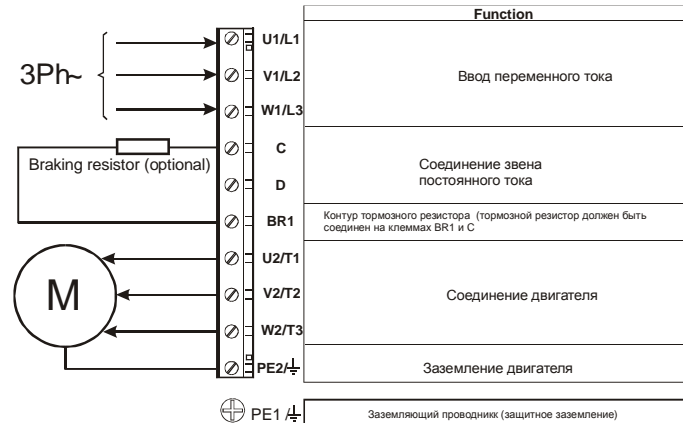 Function
U1/L1
3Ph~
V1/L2
Ввод переменного тока
W1/L3
C
Braking resistor (optional)
Соединение звена
постоянного тока
D
BR1
Контур тормозного резистора (тормозной резистор должен быть
соединен на клеммах BR1 и C
U2/T1
M
V2/T2
Соединение двигателя
W2/T3
PE2/
Заземление двигателя
PE1 /
Заземляющий проводникк (защитное заземление)